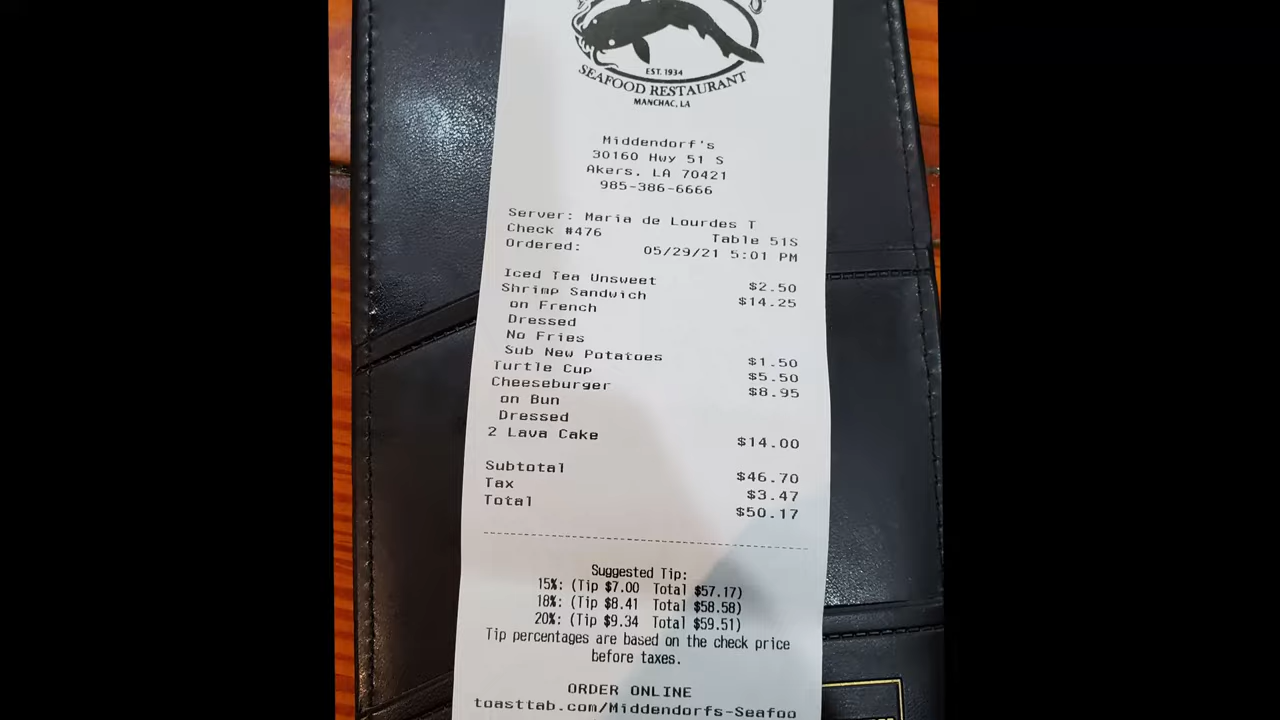 EST. 1934
SEAFOOD RESTAURANT
MANCHAC, LA
Middendorf's
30160 Hwy 51 S
Akers, LA 70421
985-386-6666
Server: Maria de Lourdes T
Check #476 Table 51S
Ordered: 05/29/21 5:01 PM
Iced Tea Unsweet $2.50
Shrimp Sandwich $14.25
on French
Dressed
No Fries
Sub New Potatoes $1.50
Turtle Cup $5.50
Cheeseburger $8.95
on Bun
Dressed
2 Lava Cake $14.00
Subtotal $46.70
Tax $3.47
Total $50.17
Suggested Tip:
15%: (Tip $7.00 Total $57.17)
18%: (Tip $8.41 Total $58.58)
20%: (Tip $9.34 Total $59.51)
Tip percentages are based on the check price
before taxes.
ORDER ONLINE
toasttab.com/Middendorfs-Seafoo